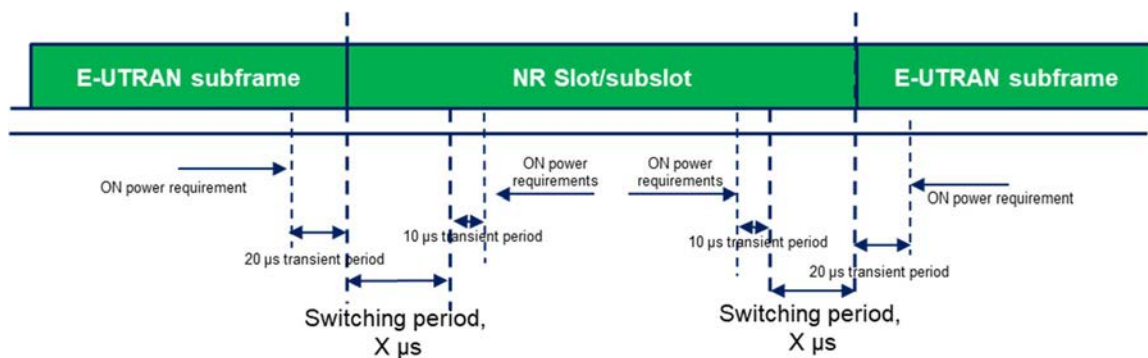 E-UTRAN subframe
NR Slot/subslot
E-UTRAN subframe
ON power requirement
ON power
requirements
ON power
requirements
ON power requirement
10 µs transient period
10 µs transient period
20 µs transient period
20 µs transient period
Switching period,
X µs
Switching period,
X µs